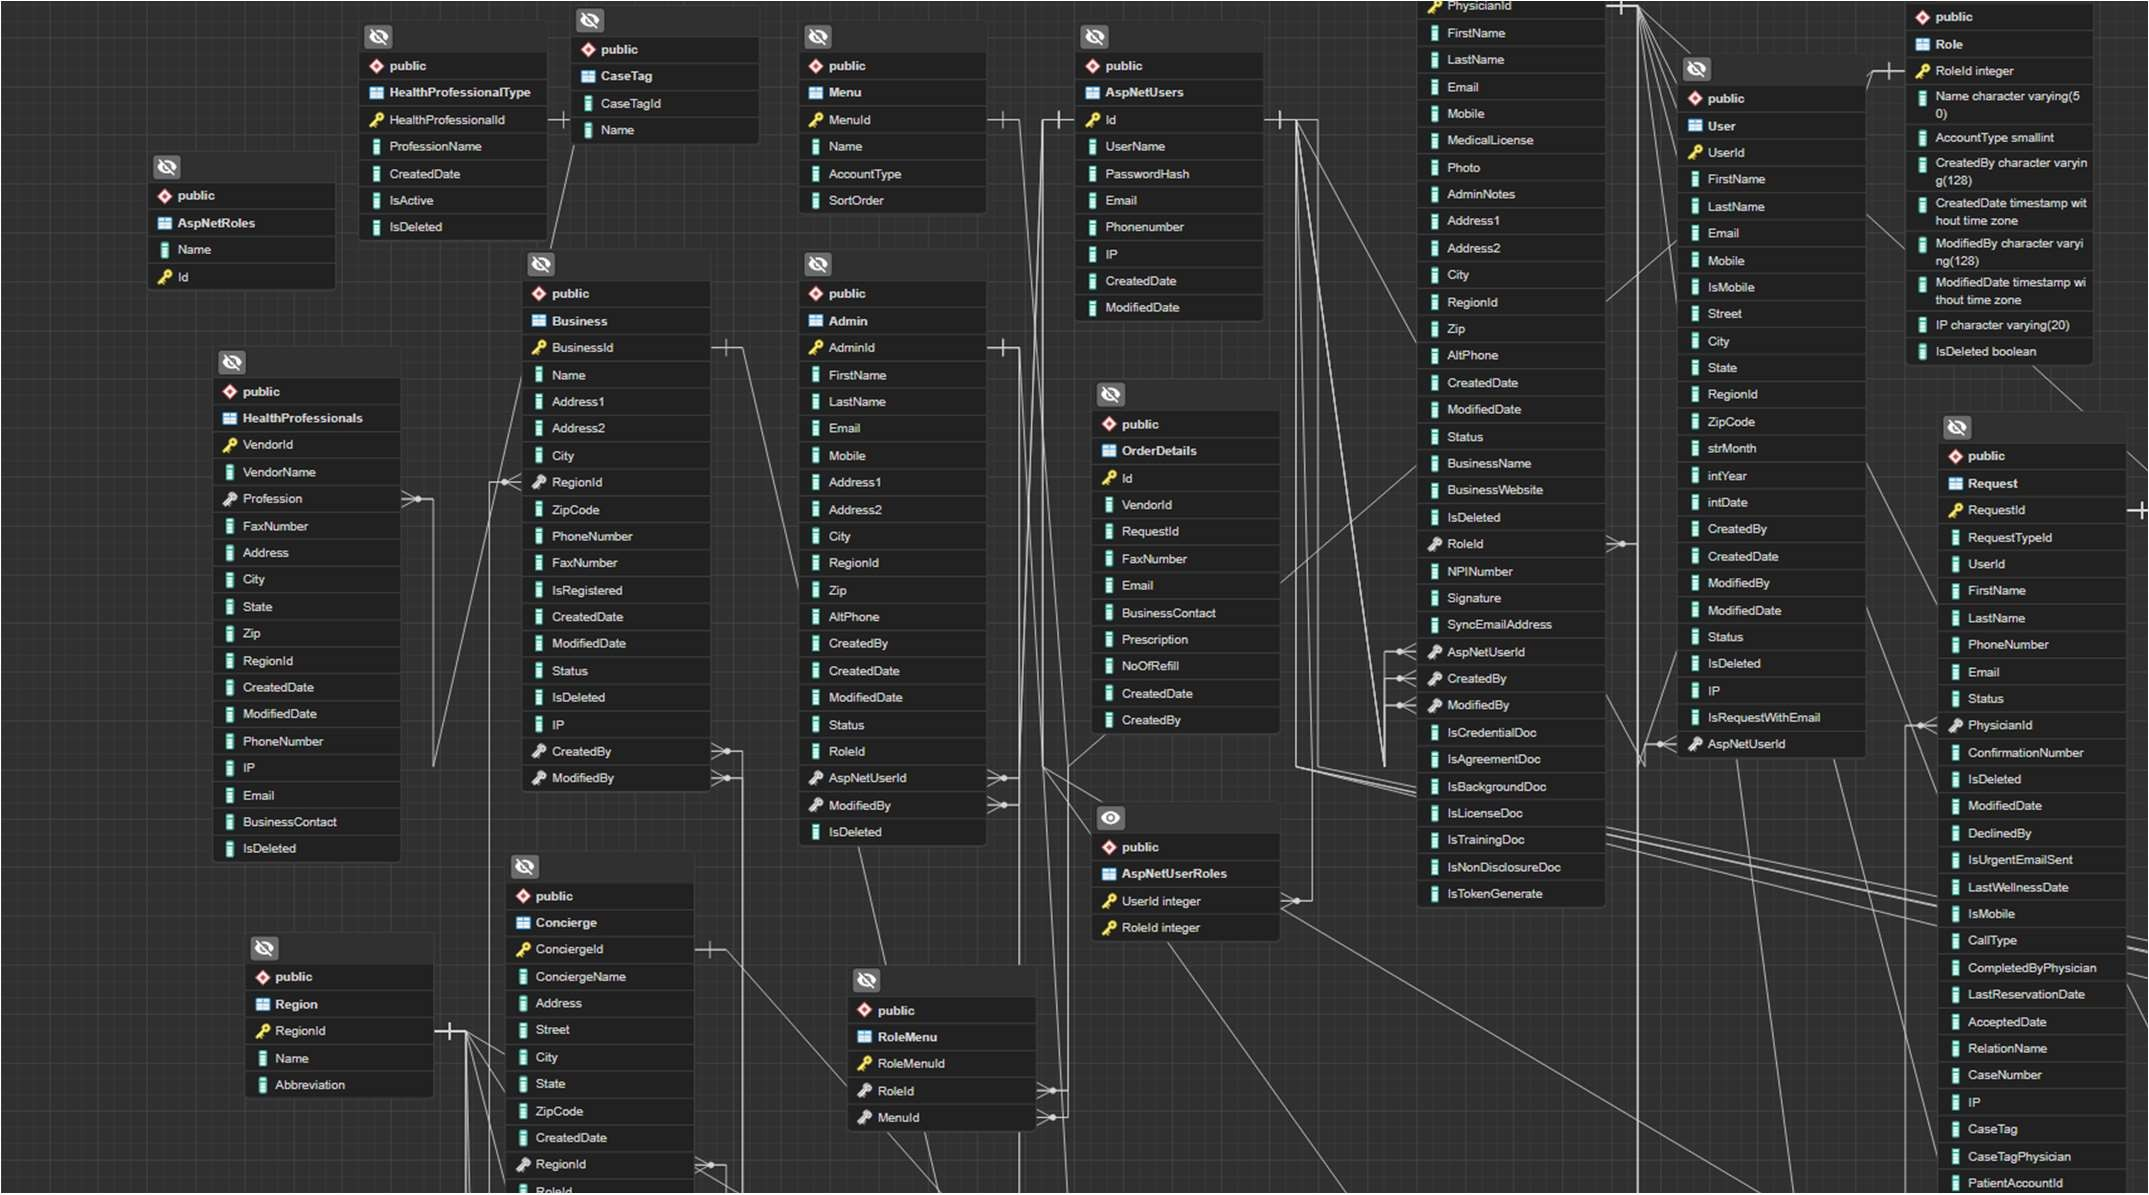 public
HealthProfessionalType
HealthProfessionalId
ProfessionName
CreatedDate
IsActive
IsDeleted
public
CaseTag
CaseTagId
Name
public
Menu
MenuId
Name
AccountType
SortOrder
public
AspNetUsers
Id
UserName
PasswordHash
Email
Phonenumber
IP
CreatedDate
ModifiedDate
PhysicianId
FirstName
LastName
Email
Mobile
MedicalLicense
Photo
AdminNotes
Address1
Address2
City
RegionId
Zip
AltPhone
CreatedDate
ModifiedDate
Status
BusinessName
BusinessWebsite
IsDeleted
RoleId
NPINumber
Signature
SyncEmailAddress
AspNetUserId
CreatedBy
ModifiedBy
IsCredentialDoc
IsAgreementDoc
IsBackgroundDoc
IsLicenseDoc
IsTrainingDoc
IsNonDisclosureDoc
IsTokenGenerate
public
User
UserId
FirstName
LastName
Email
Mobile
IsMobile
Street
City
State
RegionId
ZipCode
strMonth
intYear
intDate
CreatedBy
CreatedDate
ModifiedBy
ModifiedDate
Status
IsDeleted
IP
IsRequestWithEmail
AspNetUserId
public
Role
RoleId integer
Name character varying(5
0)
AccountType smallint
CreatedBy character varyin
g(128)
CreatedDate timestamp wit
hout time zone
ModifiedBy character varyi
ng(128)
ModifiedDate timestamp wi
thout time zone
IP character varying(20)
IsDeleted boolean
public
AspNetRoles
Name
Id
public
HealthProfessionals
VendorId
VendorName
Profession
FaxNumber
Address
City
State
Zip
RegionId
CreatedDate
ModifiedDate
PhoneNumber
IP
Email
BusinessContact
IsDeleted
public
Business
BusinessId
Name
Address1
Address2
City
RegionId
ZipCode
PhoneNumber
FaxNumber
IsRegistered
CreatedDate
ModifiedDate
Status
IsDeleted
IP
CreatedBy
ModifiedBy
public
Admin
AdminId
FirstName
LastName
Email
Mobile
Address1
Address2
City
RegionId
Zip
AltPhone
CreatedBy
CreatedDate
ModifiedDate
Status
RoleId
AspNetUserId
ModifiedBy
IsDeleted
public
OrderDetails
Id
VendorId
RequestId
FaxNumber
Email
BusinessContact
Prescription
NoOfRefill
CreatedDate
CreatedBy
public
Request
RequestId
RequestTypeId
UserId
FirstName
LastName
PhoneNumber
Email
Status
PhysicianId
ConfirmationNumber
IsDeleted
ModifiedDate
DeclinedBy
IsUrgentEmailSent
LastWellnessDate
IsMobile
CallType
CompletedByPhysician
LastReservationDate
AcceptedDate
RelationName
CaseNumber
IP
CaseTag
CaseTagPhysician
PatientAccountId
public
AspNetUserRoles
UserId integer
RoleId integer
public
Concierge
ConciergeId
ConciergeName
Address
Street
City
State
ZipCode
CreatedDate
RegionId
RoleId
public
Region
RegionId
Name
Abbreviation
public
RoleMenu
RoleMenuId
RoleId
MenuId